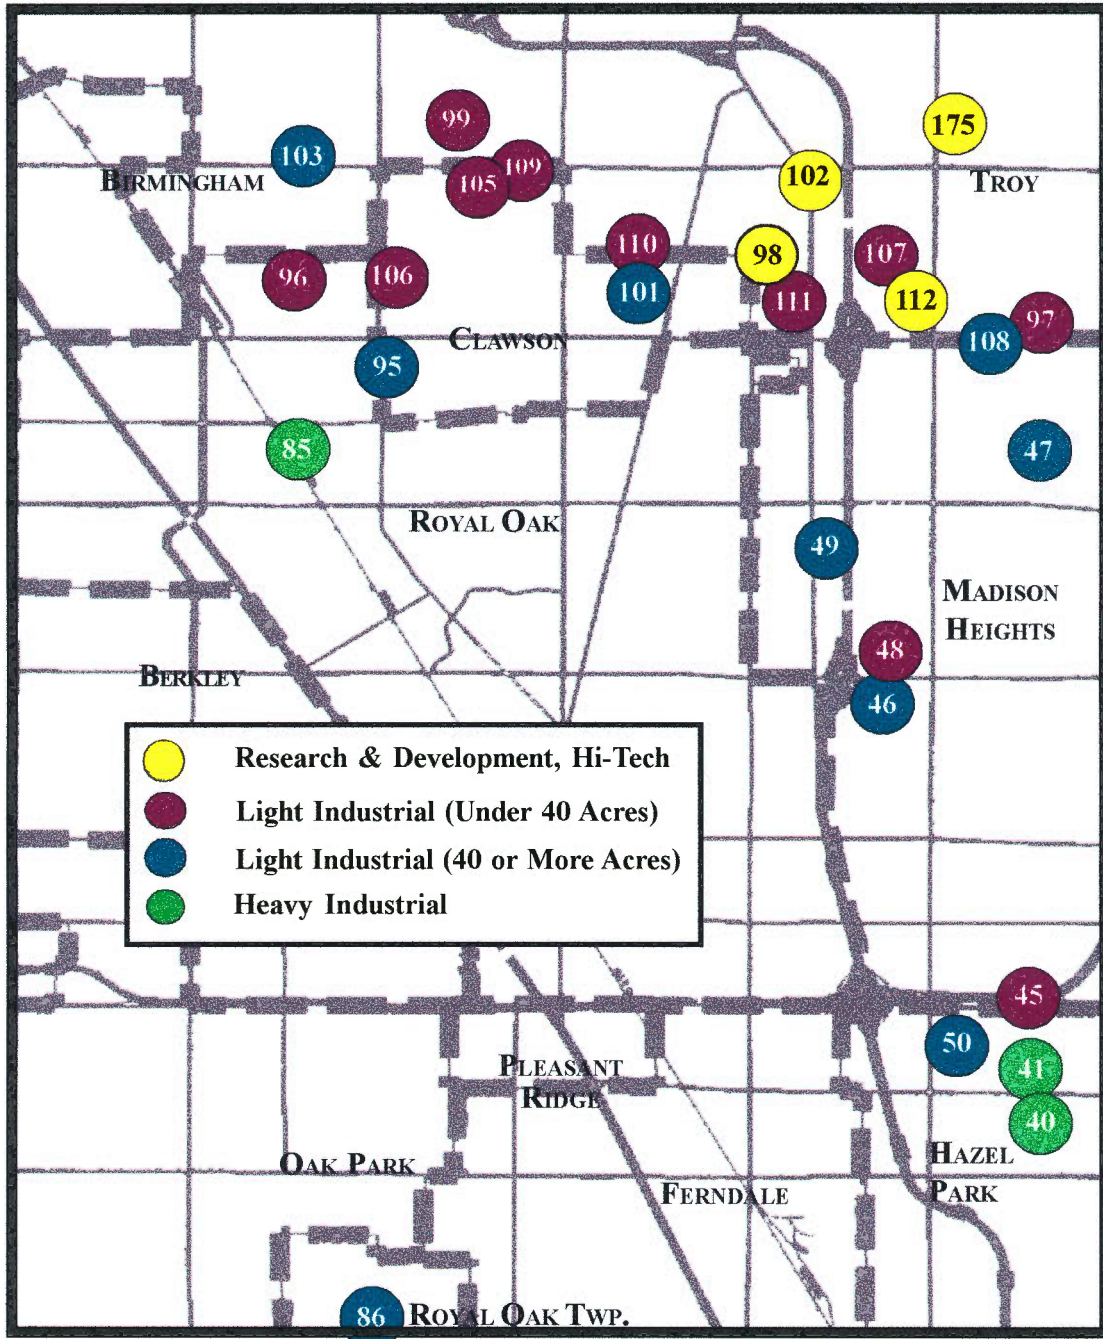 99
175
103
109
BIRMINGHAM
105
102
TROY
110
98
107
96
106
101
111
112
97
CLAWSON
108
95
85
47
ROYAL OAK
49
MADISON
HEIGHTS
48
BERKLEY
46
Research & Development, Hi-Tech
Light Industrial (Under 40 Acres)
Light Industrial (40 or More Acres)
Heavy Industrial
45
50
PLEASANT
RIDGE
41
40
OAK PARK
HAZEL
PARK
FERNDALE
86
ROYAL OAK TWP.